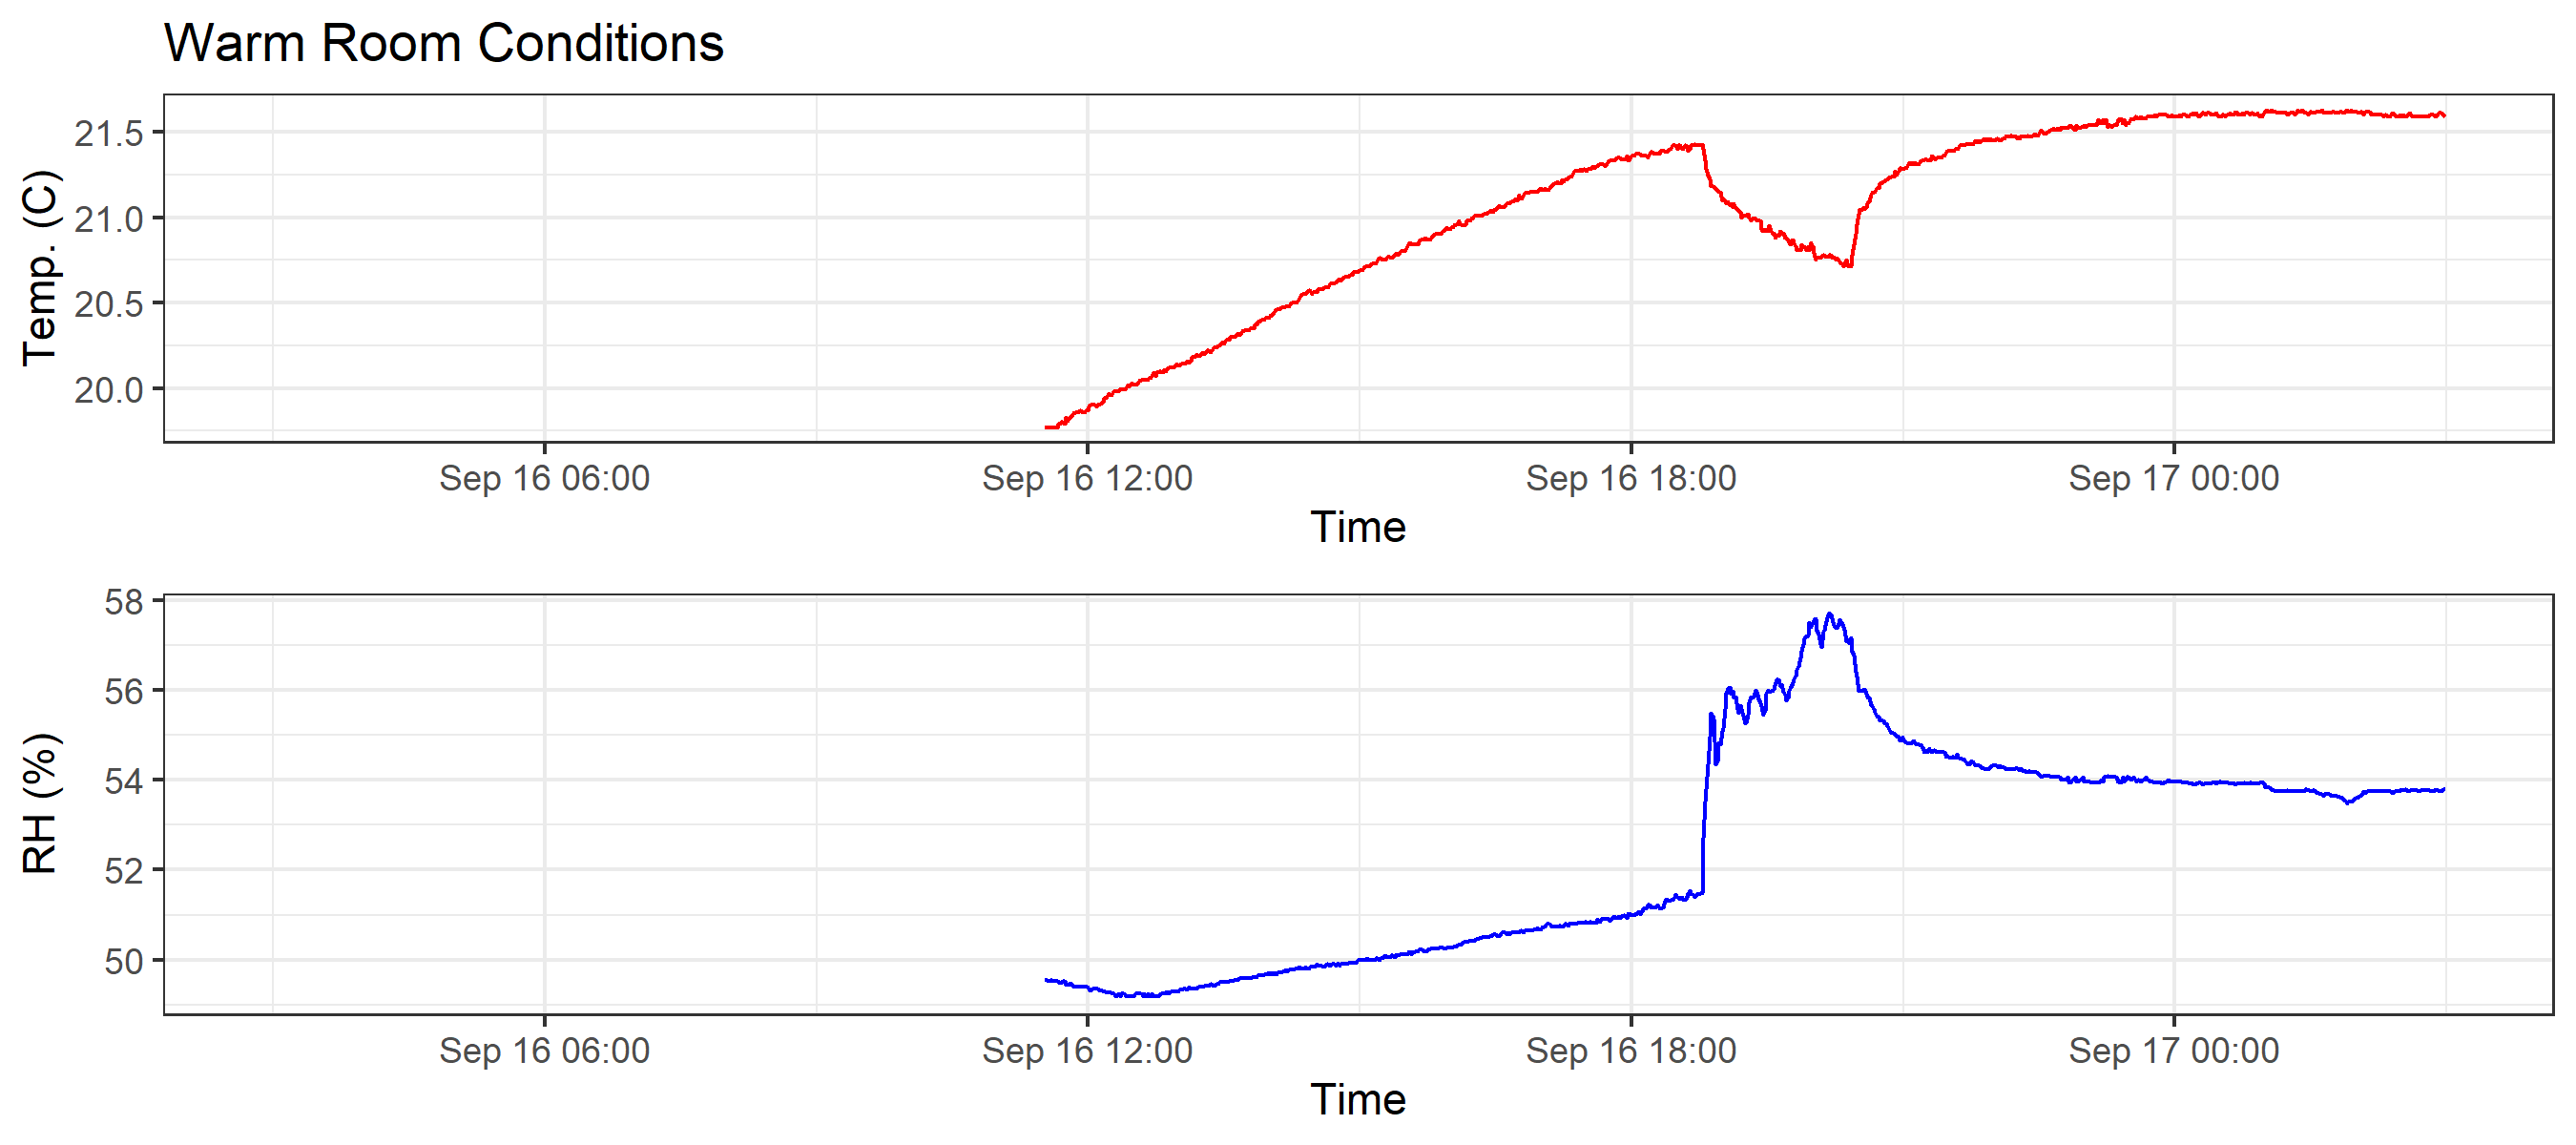 Warm Room Conditions
Temp. (C)
21.5
21.0
20.5
20.0
Sep 16 06:00 Sep 16 12:00 Sep 16 18:00 Sep 17 00:00
Time
RH (%)
58
56
54
52
50
Sep 16 06:00 Sep 16 12:00 Sep 16 18:00 Sep 17 00:00
Time